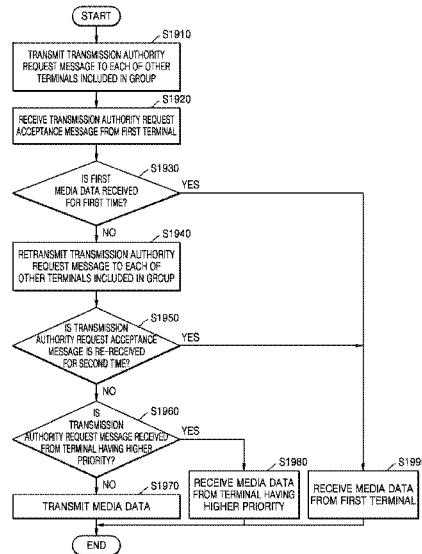 START
S1910
TRANSMIT TRANSMISSION AUTHORITY
REQUEST MESSAGE TO EACH OF OTHER
TERMINALS INCLUDED IN GROUP
S1920
RECEIVE TRANSMISSION AUTHORITY REQUEST
ACCEPTANCE MESSAGE FROM FIRST TERMINAL
S1930
IS FIRST
MEDIA DATA RECEIVED
FOR FIRST TIME?
YES
NO
S1940
RETRANSMIT TRANSMISSION AUTHORITY
REQUEST MESSAGE TO EACH OF
OTHER TERMINALS INCLUDED IN GROUP
S1950
IS TRANSMISSION
AUTHORITY REQUEST ACCEPTANCE
MESSAGE IS RE-RECEIVED
FOR SECOND TIME?
YES
NO
S1960
IS
TRANSMISSION
AUTHORITY REQUEST MESSAGE RECEIVED
FROM TERMINAL HAVING HIGHER
PRIORITY?
YES
NO
S1970
TRANSMIT MEDIA DATA
S1980
RECEIVE MEDIA DATA
FROM TERMINAL HAVING
HIGHER PRIORITY
S199
RECEIVE MEDIA DATA
FROM FIRST TERMINAL
END